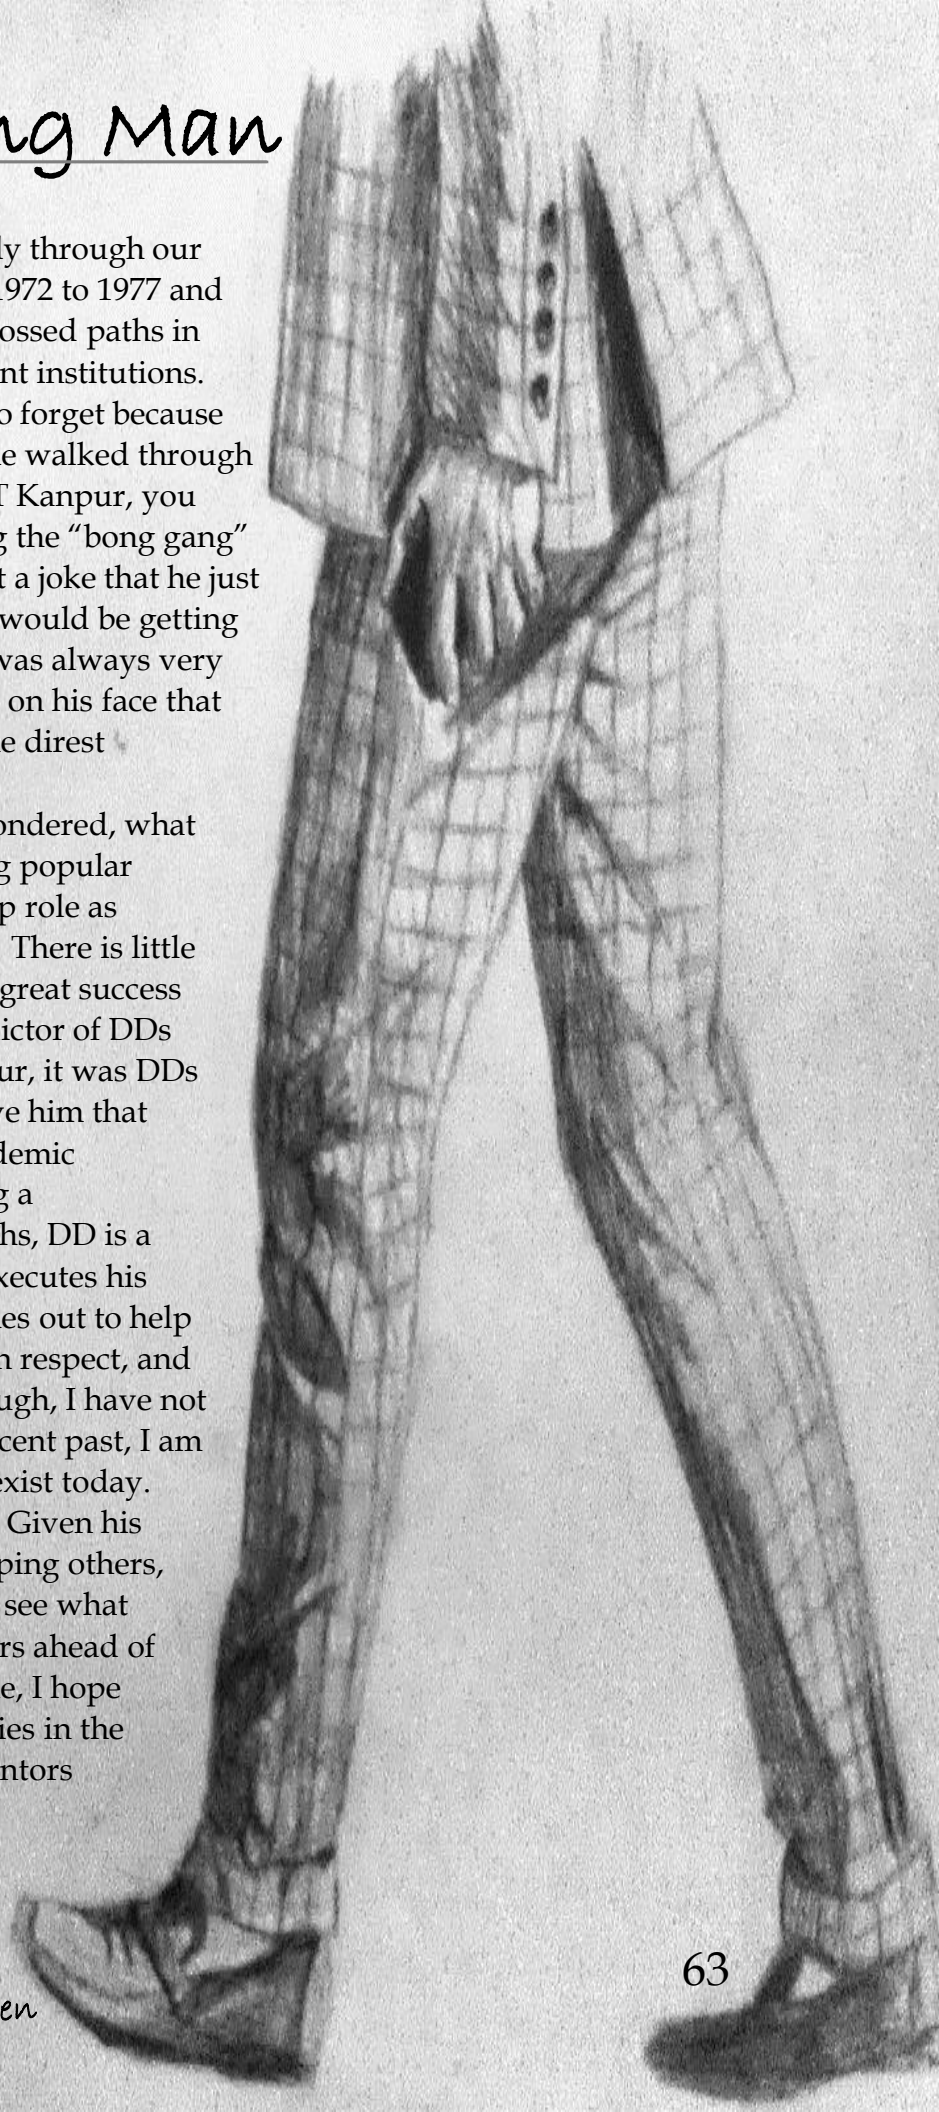 ng Man
ly through our
1972 to 1977 and
ossed paths in
nt institutions.
o forget because
e walked through
T Kanpur, you
g the “bong gang”
t a joke that he just
would be getting
was always very
on his face that
e direst
ondered, what
g popular
p role as
There is little
great success
ictor of DDs
ur, it was DDs
ve him that
demic
g a
hs, DD is a
xecutes his
es out to help
n respect, and
ugh, I have not
cent past, I am
exist today.
Given his
ping others,
see what
rs ahead of
e, I hope
ies in the
ntors
63
en